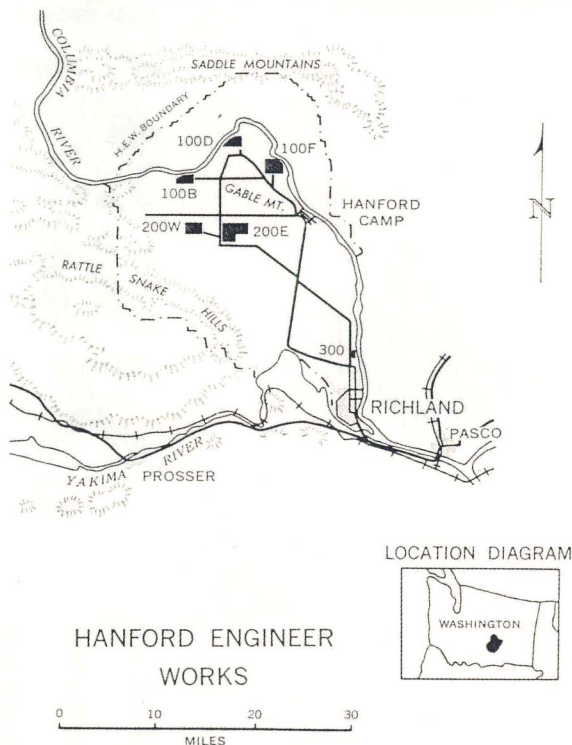 COLUMBIA
RIVER
SADDLE MOUNTAINS
H.E.W. BOUNDARY
100D
100F
100B
GABLE MT.
HANFORD
CAMP
200W
200E
N
RATTLE
SNAKE
HILLS
300
RICHLAND
PASCO
YAKIMA
RIVER
PROSSER
LOCATION DIAGRAM
WASHINGTON
HANFORD ENGINEER
WORKS
0 10 20 30
MILES